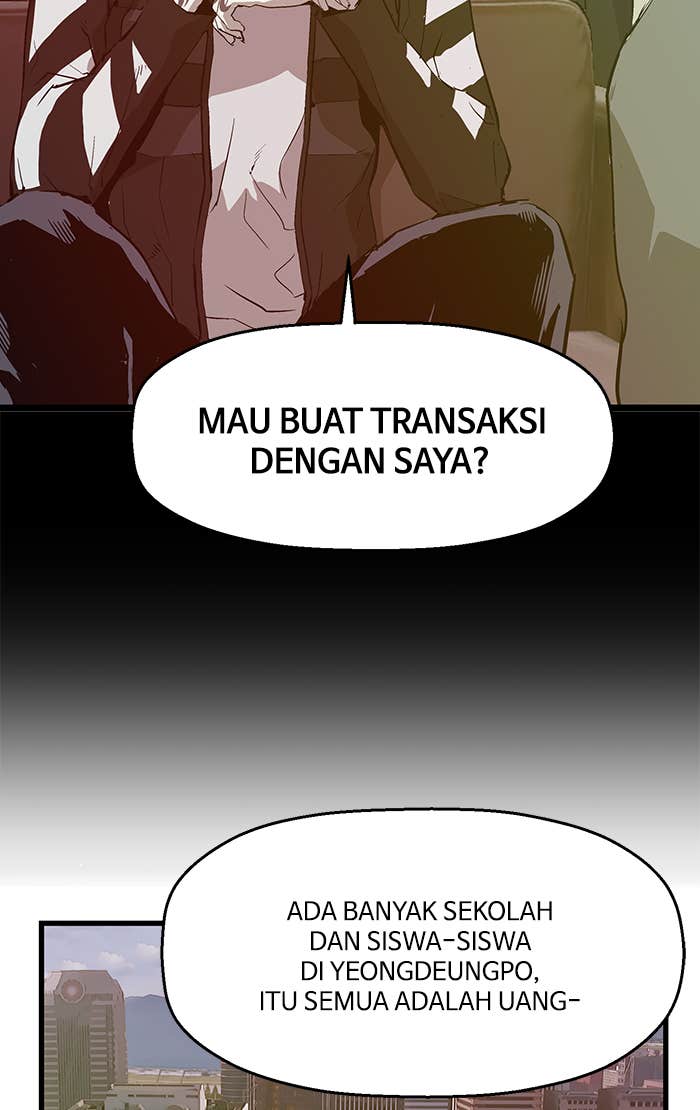 MAU BUAT TRANSAKSI
DENGAN SAYA?
ADA BANYAK SEKOLAH
DAN SISWA-SISWA
DI YEONGDEUNGPO,
ITU SEMUA ADALAH UANG-